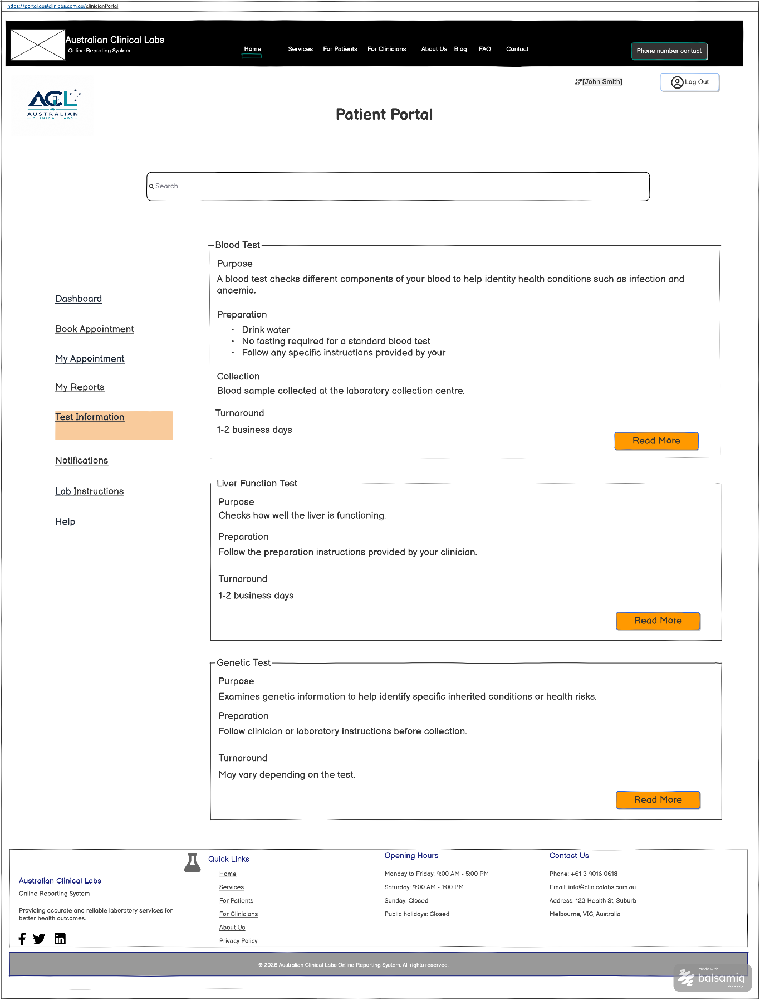 https://portal.austclinlabs.com.au/clinicianPortal
Australian Clinical Labs
Online Reporting System
Home
Services
For Patients
For Clinicians
About Us
Blog
FAQ
Contact
Phone number contact
[John Smith]
Log Out
ACL
AUSTRALIAN
CLINICAL LABS
Patient Portal
Search
Dashboard
Book Appointment
My Appointment
My Reports
Test Information
Notifications
Lab Instructions
Help
Blood Test
Purpose
A blood test checks different components of your blood to help identity health conditions such as infection and
anaemia.
Preparation
• Drink water
• No fasting required for a standard blood test
• Follow any specific instructions provided by your
Collection
Blood sample collected at the laboratory collection centre.
Turnaround
1-2 business days
Read More
Liver Function Test
Purpose
Checks how well the liver is functioning.
Preparation
Follow the preparation instructions provided by your clinician.
Turnaround
1-2 business days
Read More
Genetic Test
Purpose
Examines genetic information to help identify specific inherited conditions or health risks.
Preparation
Follow clinician or laboratory instructions before collection.
Turnaround
May vary depending on the test.
Read More
Australian Clinical Labs
Online Reporting System
Providing accurate and reliable laboratory services for
better health outcomes.
Quick Links
Home
Services
For Patients
For Clinicians
About Us
Privacy Policy
Opening Hours
Monday to Friday: 9:00 AM - 5:00 PM
Saturday: 9:00 AM - 1:00 PM
Sunday: Closed
Public holidays: Closed
Contact Us
Phone: +61 3 9016 0618
Email: info@clinicalabs.com.au
Address: 123 Health St, Suburb
Melbourne, VIC, Australia
© 2026 Australian Clinical Labs Online Reporting System. All rights reserved.
Made with
balsamiq
free trial